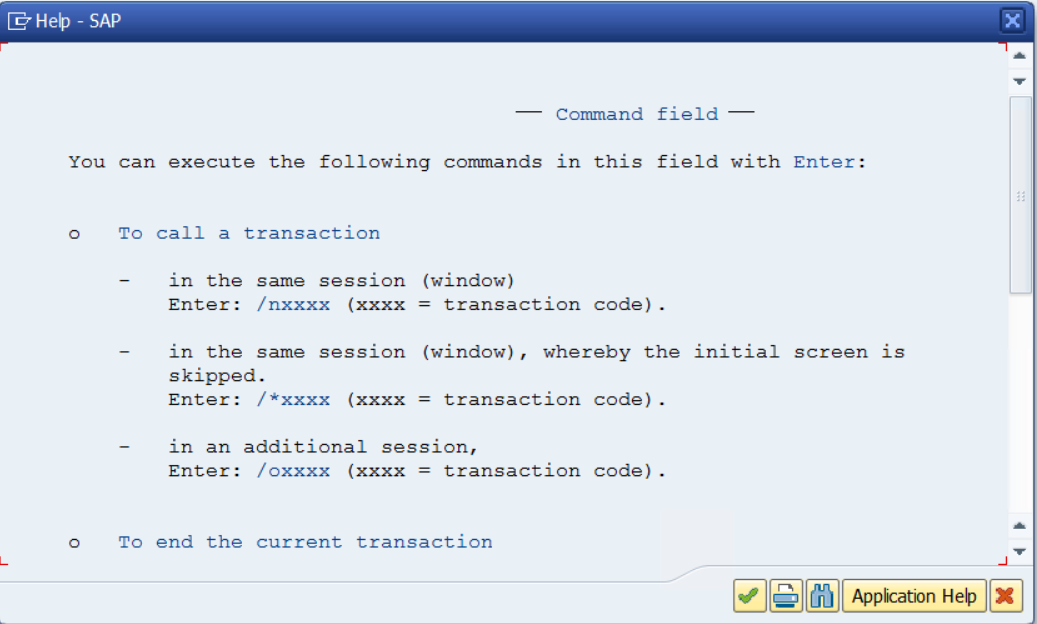 Help - SAP
Command field
You can execute the following commands in this field with Enter:
o To call a transaction
- in the same session (window)
Enter: /nxxxx (xxxx = transaction code).
- in the same session (window), whereby the initial screen is
skipped.
Enter: /*xxxx (xxxx = transaction code).
- in an additional session,
Enter: /oxxxx (xxxx = transaction code).
o To end the current transaction
Application Help